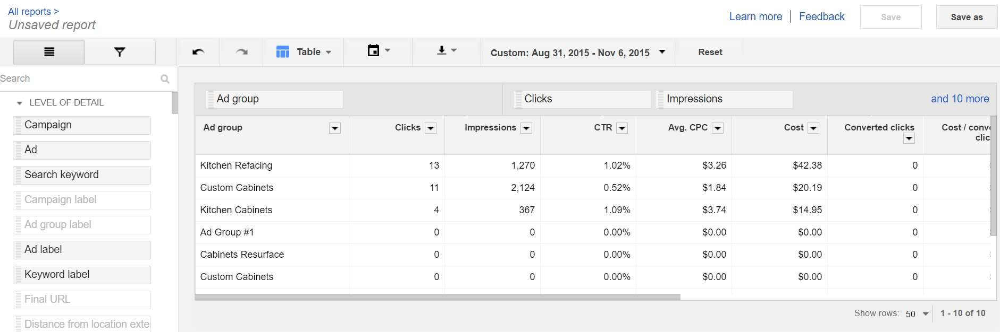 All reports >
Unsaved report
Learn more
Feedback
Save
Save as
Table
Custom: Aug 31, 2015 - Nov 6, 2015
Reset
Search
LEVEL OF DETAIL
Campaign
Ad
Search keyword
Campaign label
Ad group label
Ad label
Keyword label
Final URL
Distance from location exte
Ad group
Clicks
Impressions
and 10 more
Ad group Clicks Impressions CTR Avg. CPC Cost Converted clicks Cost / conve
clic
Kitchen Refacing 13 1,270 1.02% $3.26 $42.38 0
Custom Cabinets 11 2,124 0.52% $1.84 $20.19 0
Kitchen Cabinets 4 367 1.09% $3.74 $14.95 0
Ad Group #1 0 0 0.00% $0.00 $0.00 0
Cabinets Resurface 0 0 0.00% $0.00 $0.00 0
Custom Cabinets 0 0 0.00% $0.00 $0.00 0
Show rows: 50 1 - 10 of 10